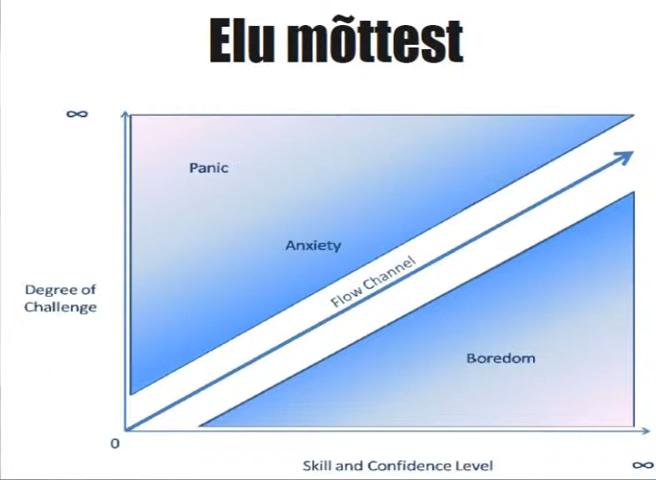 Elu mõttest
∞
Panic
Anxiety
Flow Channel
Degree of
Challenge
Boredom
0
Skill and Confidence Level
∞